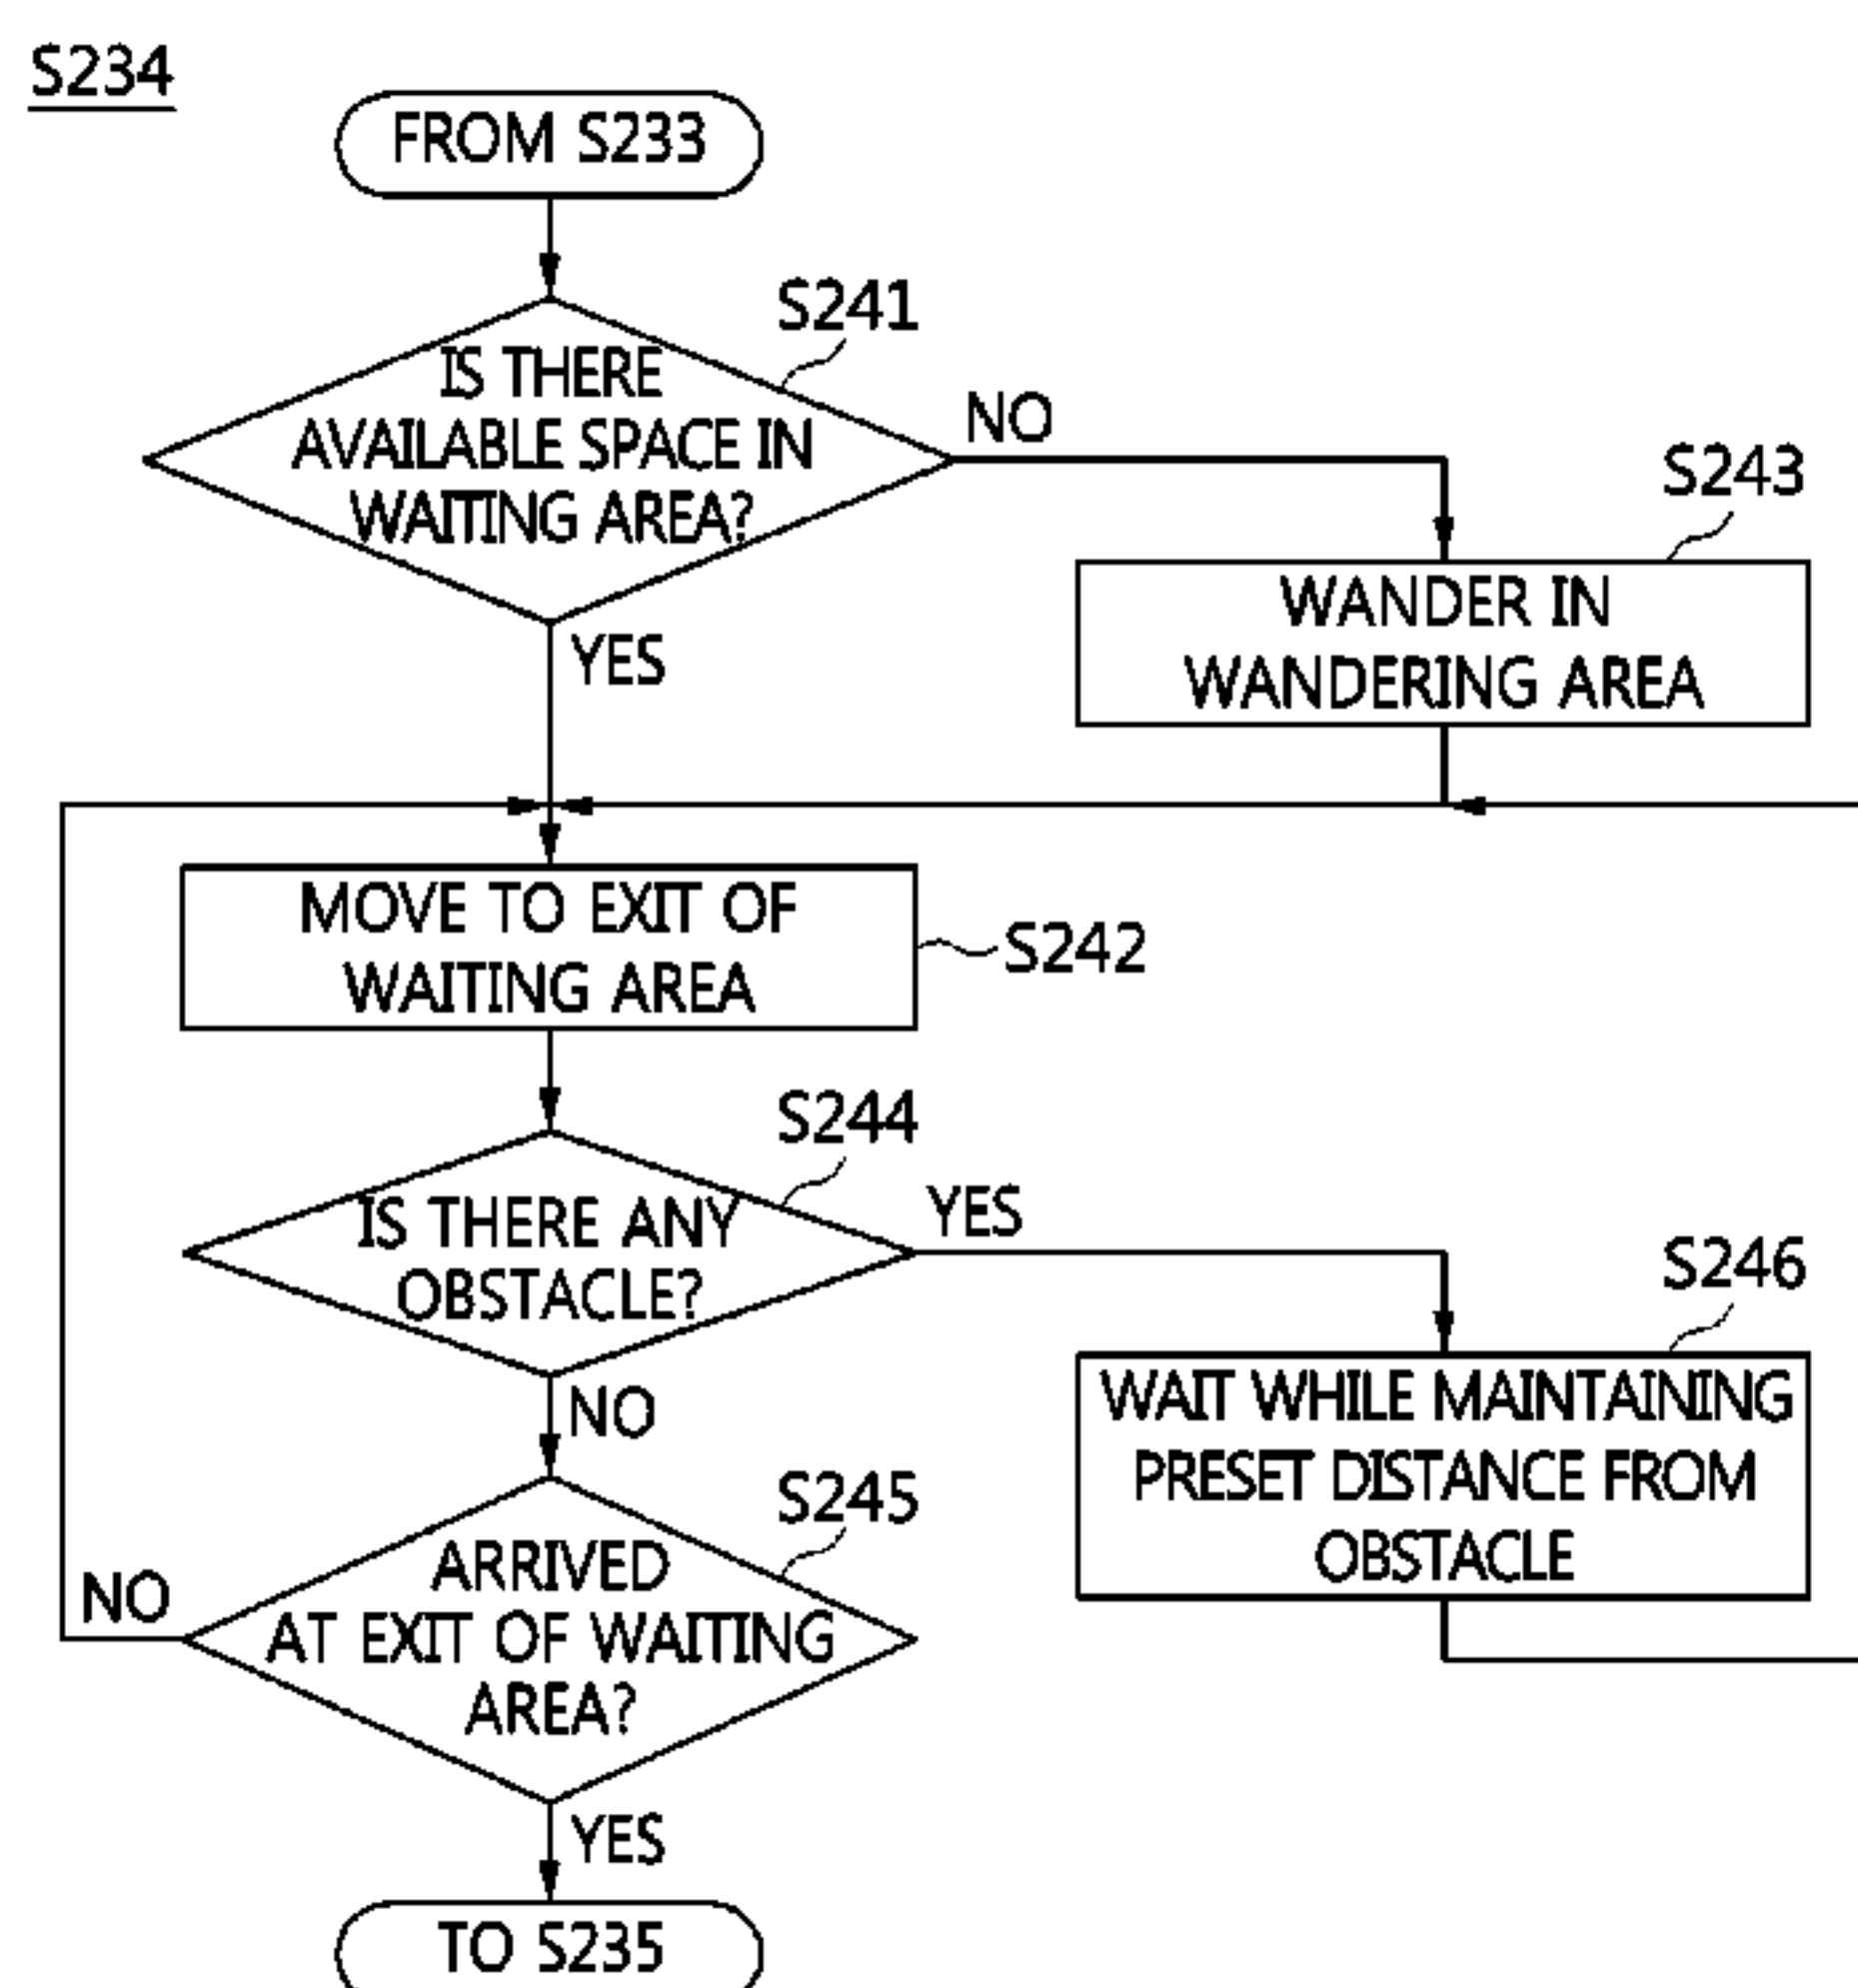 S234
FROM S233
S241
IS THERE
AVAILABLE SPACE IN
WAITING AREA?
NO
YES
S243
WANDER IN
WANDERING AREA
MOVE TO EXIT OF
WAITING AREA
S242
S244
IS THERE ANY
OBSTACLE?
YES
NO
S246
WAIT WHILE MAINTAINING
PRESET DISTANCE FROM
OBSTACLE
S245
ARRIVED
AT EXIT OF WAITING
AREA?
NO
YES
TO S235